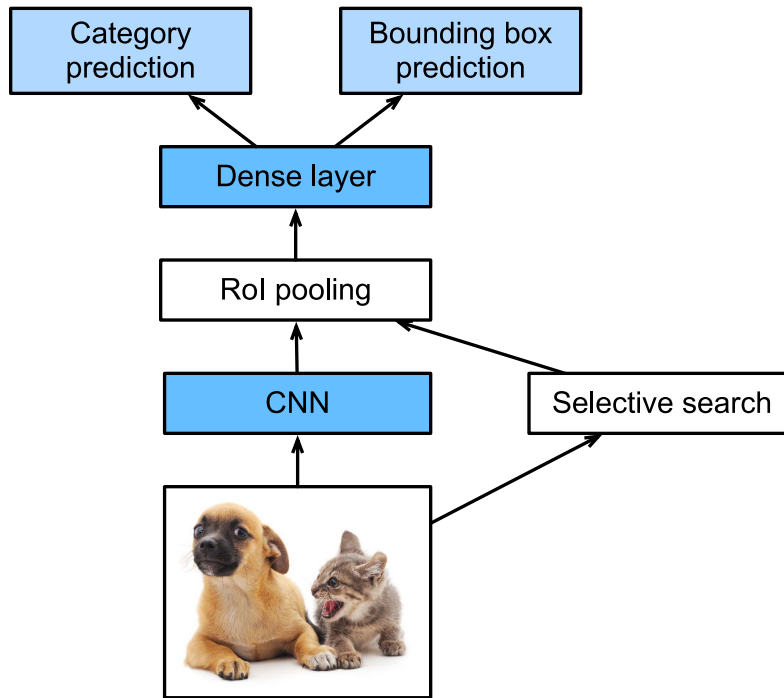 Category
prediction
Bounding box
prediction
Dense layer
RoI pooling
CNN
Selective search